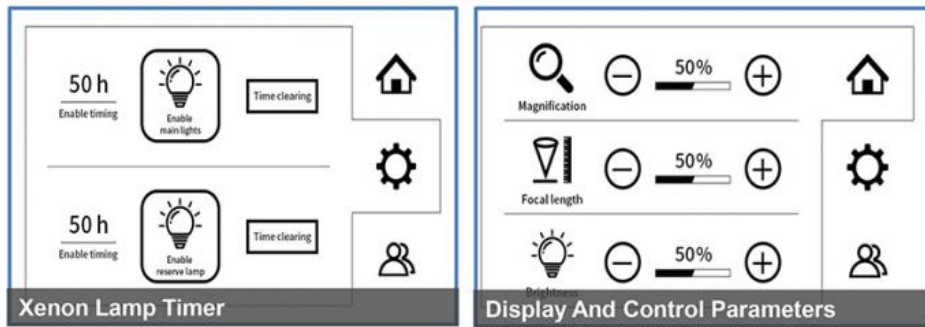 50 h
Enable timing
Enable
main lights
Time clearing
50 h
Enable timing
Enable
reserve lamp
Time clearing
Xenon Lamp Timer
50%
Magnification
50%
Focal length
50%
Brightness
Display And Control Parameters